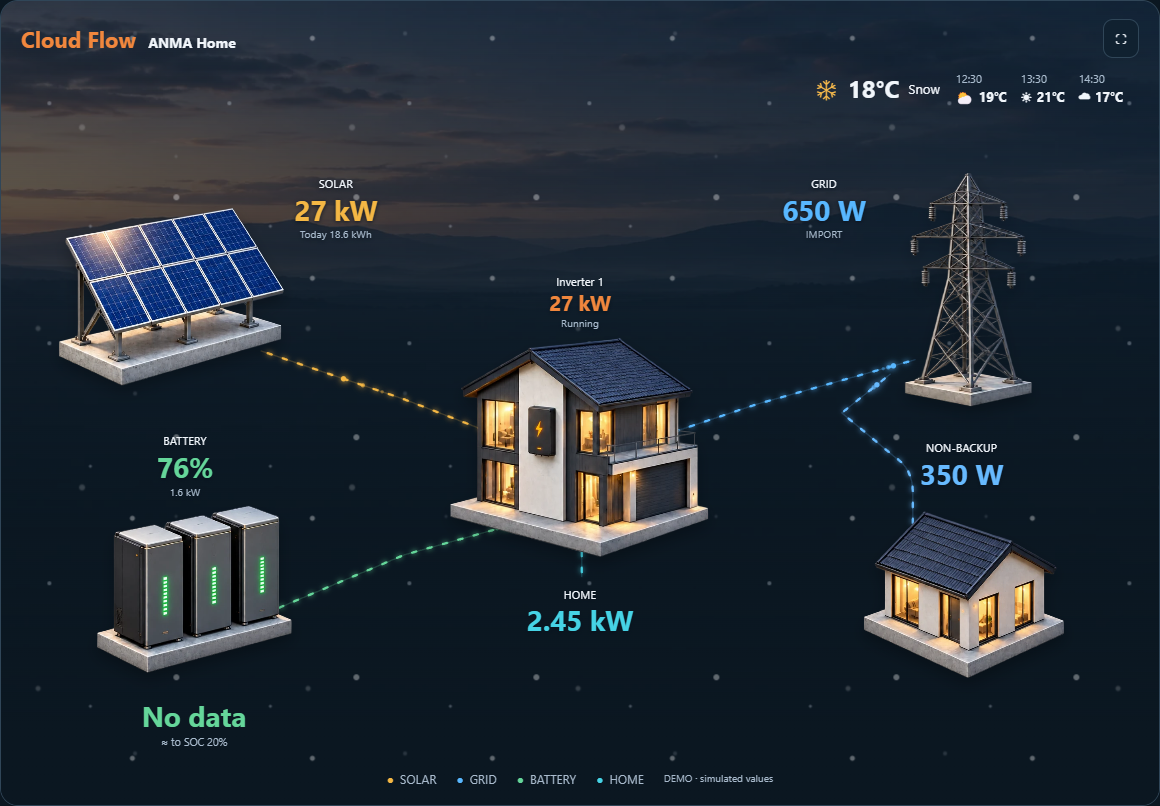 Cloud Flow ANMA Home
18°C Snow
12:30 13:30 14:30
19°C 21°C 17°C
SOLAR
27 kW
Today 18.6 kWh
GRID
650 W
IMPORT
Inverter 1
27 kW
Running
BATTERY
76%
1.6 kW
NON-BACKUP
350 W
HOME
2.45 kW
No data
≈ to SOC 20%
SOLAR GRID BATTERY HOME DEMO · simulated values